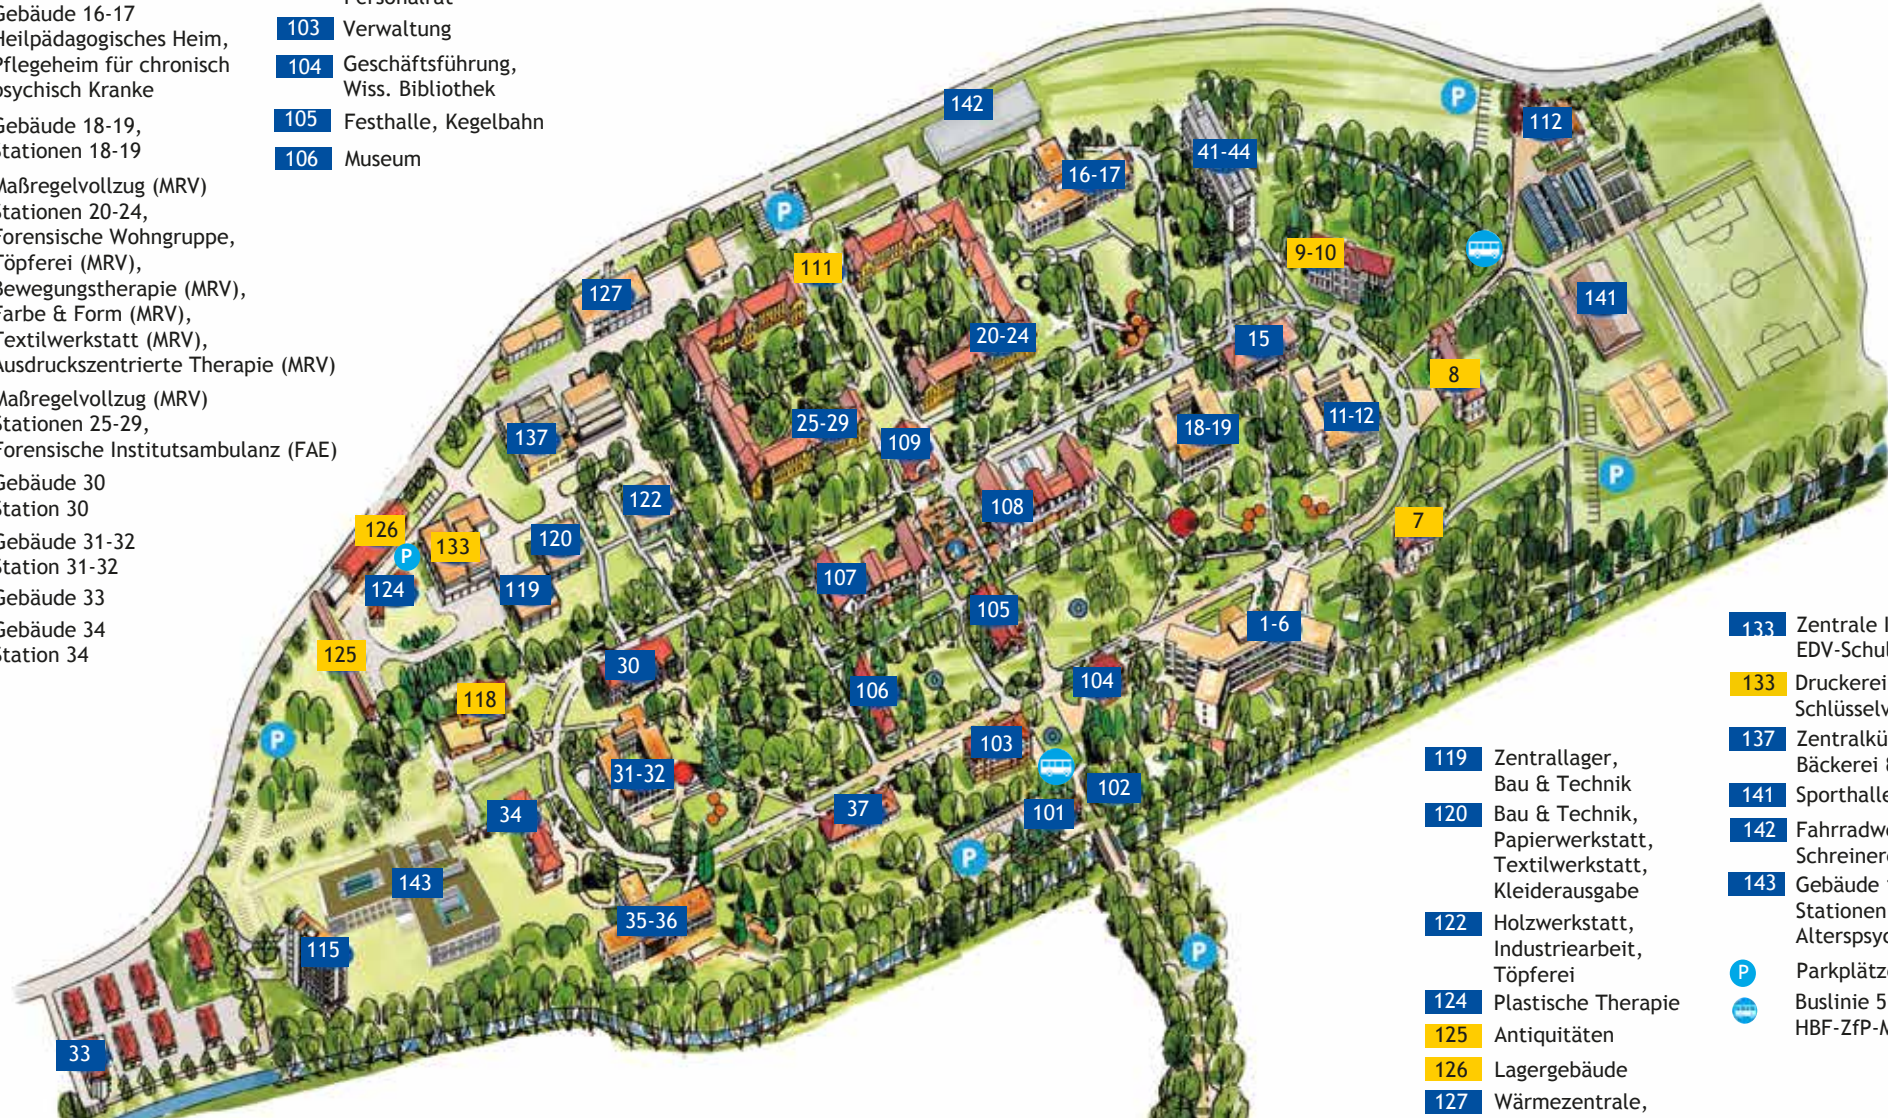 Gebäude 16-17
Heilpädagogisches Heim,
Pflegeheim für chronisch
psychisch Kranke
Gebäude 18-19,
Stationen 18-19
Maßregelvollzug (MRV)
Stationen 20-24,
Forensische Wohngruppe,
Töpferei (MRV),
Bewegungstherapie (MRV),
Farbe & Form (MRV),
Textilwerkstatt (MRV),
Ausdruckszentrierte Therapie (MRV)
Maßregelvollzug (MRV)
Stationen 25-29,
Forensische Institutsambulanz (FAE)
Gebäude 30
Station 30
Gebäude 31-32
Station 31-32
Gebäude 33
Gebäude 34
Station 34
Personalrat
103 Verwaltung
104 Geschäftsführung,
Wiss. Bibliothek
105 Festhalle, Kegelbahn
106 Museum
142
P
112
41-44
16-17
P
9-10
111
127
141
20-24
15
8
25-29
11-12
18-19
137
109
P
122
108
7
126
120
P
133
107
124
119
105
1-6
125
30
104
106
118
P
103
31-32
102
37
34
101
P
143
35-36
115
P
33
119 Zentrallager,
Bau & Technik
120 Bau & Technik,
Papierwerkstatt,
Textilwerkstatt,
Kleiderausgabe
122 Holzwerkstatt,
Industriearbeit,
Töpferei
124 Plastische Therapie
125 Antiquitäten
126 Lagergebäude
127 Wärmezentrale,
133 Zentrale
EDV-Schul
133 Druckerei
Schlüsselv
137 Zentralkü
Bäckerei &
141 Sporthalle
142 Fahrradwe
Schreinere
143 Gebäude
Stationen
Alterspsyc
P Parkplätze
Buslinie 5
HBF-ZfP-M